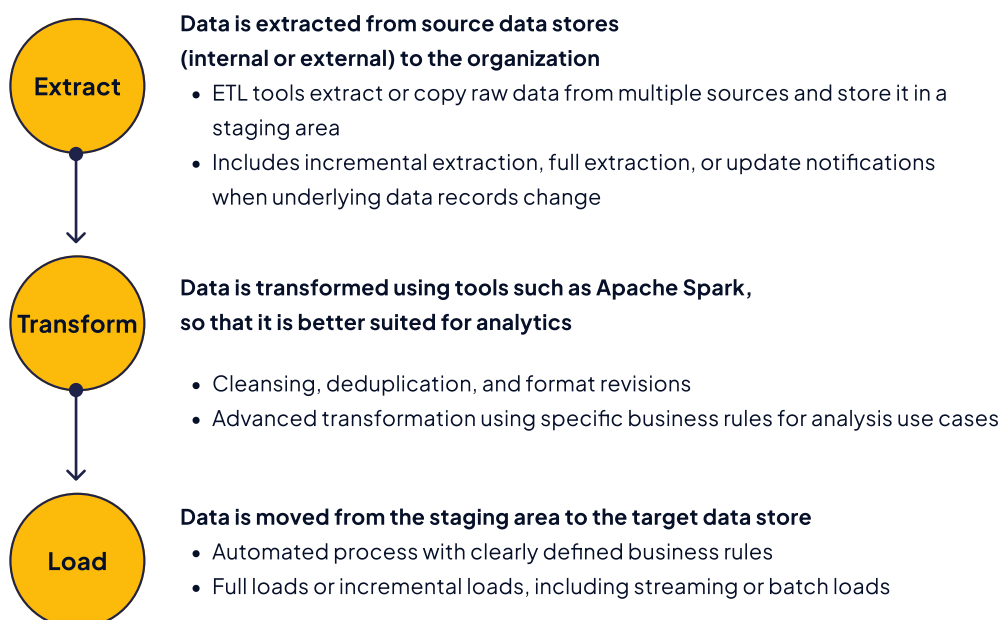 Extract
Data is extracted from source data stores
(internal or external) to the organization
• ETL tools extract or copy raw data from multiple sources and store it in a
staging area
• Includes incremental extraction, full extraction, or update notifications
when underlying data records change
Transform
Data is transformed using tools such as Apache Spark,
so that it is better suited for analytics
• Cleansing, deduplication, and format revisions
• Advanced transformation using specific business rules for analysis use cases
Load
Data is moved from the staging area to the target data store
• Automated process with clearly defined business rules
• Full loads or incremental loads, including streaming or batch loads